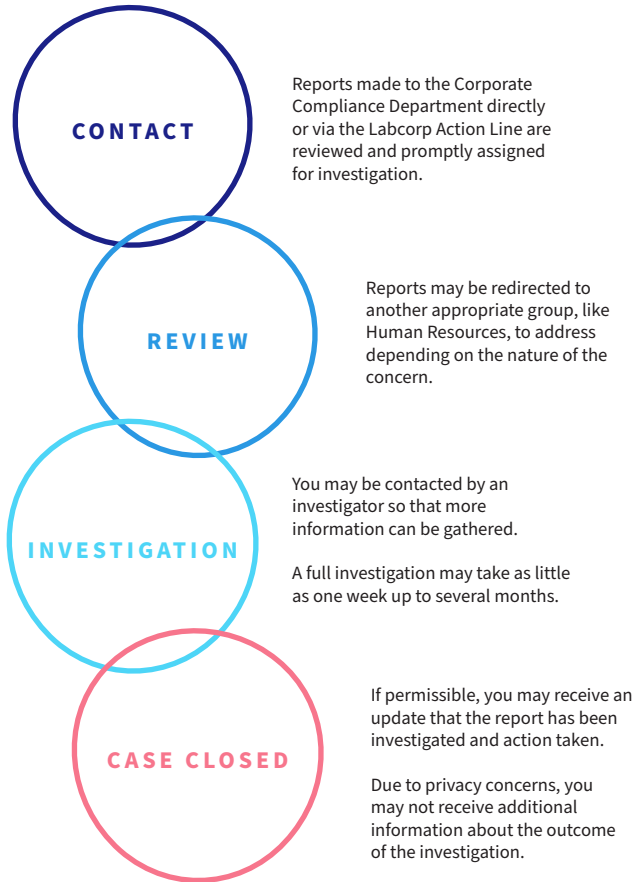 CONTACT
Reports made to the Corporate
Compliance Department directly
or via the Labcorp Action Line are
reviewed and promptly assigned
for investigation.
REVIEW
Reports may be redirected to
another appropriate group, like
Human Resources, to address
depending on the nature of the
concern.
INVESTIGATION
You may be contacted by an
investigator so that more
information can be gathered.
A full investigation may take as little
as one week up to several months.
CASE CLOSED
If permissible, you may receive an
update that the report has been
investigated and action taken.
Due to privacy concerns, you
may not receive additional
information about the outcome
of the investigation.